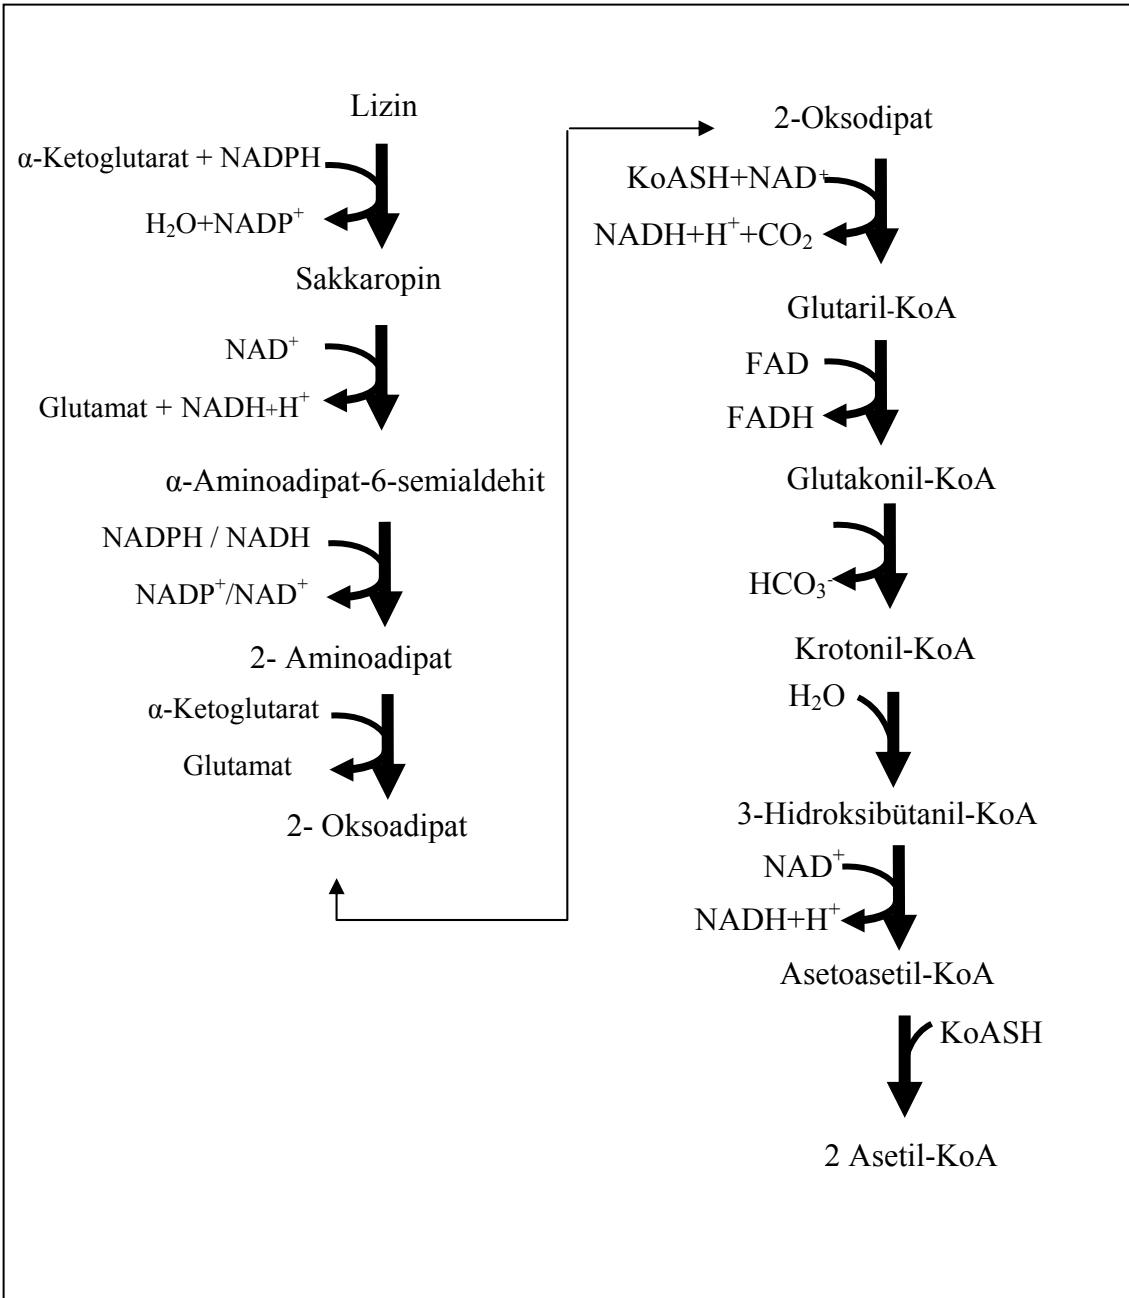 Lizin
α-Ketoglutarat + NADPH
H₂O+NADP⁺
Sakkaropin
NAD⁺
Glutamat + NADH+H⁺
α-Aminoadipat-6-semialdehit
NADPH / NADH
NADP⁺/NAD⁺
2- Aminoadipat
α-Ketoglutarat
Glutamat
2- Oksoadipat
2-Oksodipat
KoASH+NAD⁺
NADH+H⁺+CO₂
Glutaril-KoA
FAD
FADH
Glutakonil-KoA
HCO₃⁻
Krotonil-KoA
H₂O
3-Hidroksibütanil-KoA
NAD⁺
NADH+H⁺
Asetoasetil-KoA
KoASH
2 Asetil-KoA